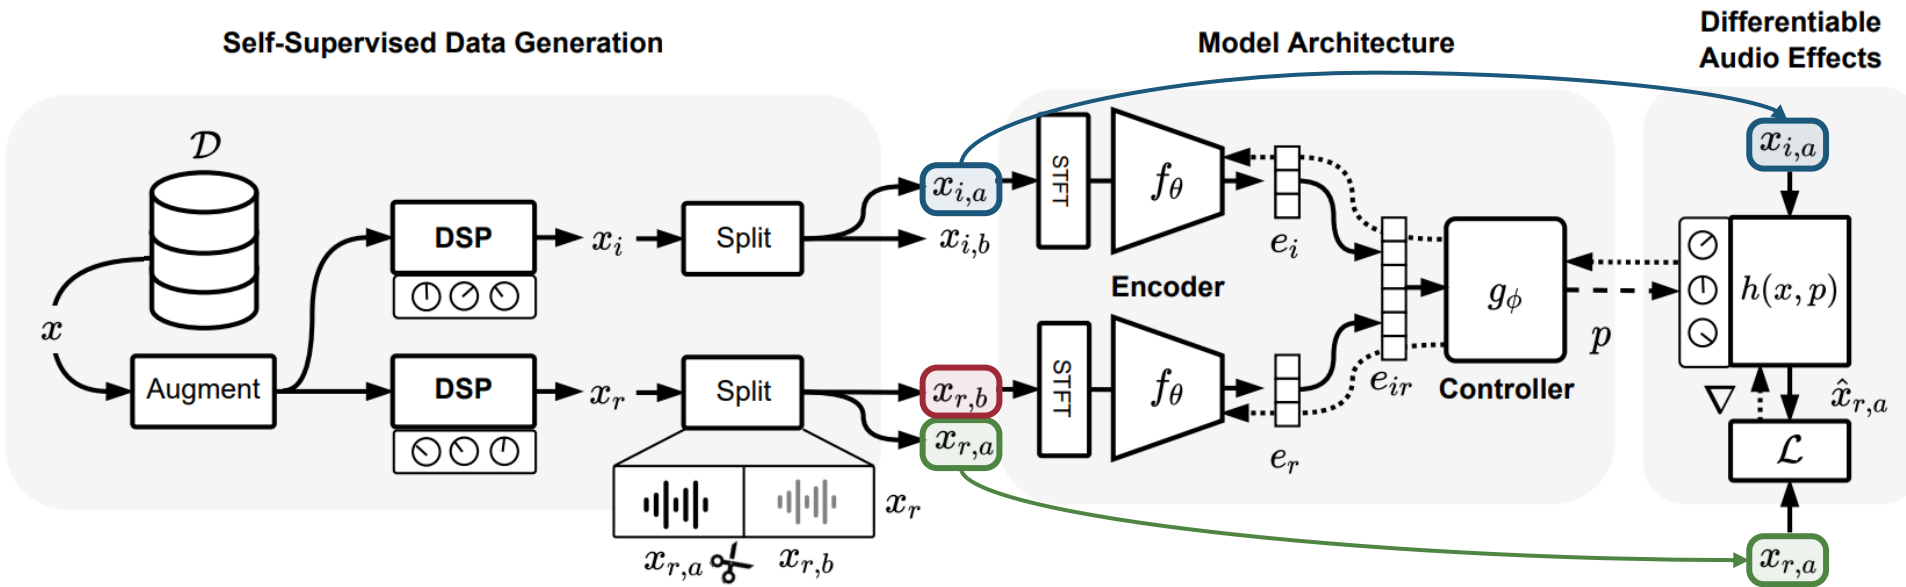 Self-Supervised Data Generation
Model Architecture
Differentiable
Audio Effects
𝒟
x
Augment
DSP
x_i
Split
x_{i,a}
x_{i,b}
DSP
x_r
Split
x_{r,b}
x_{r,a}
x_r
x_{r,a}
x_{r,b}
STFT
f_θ
e_i
Encoder
STFT
f_θ
e_r
e_{ir}
g_ϕ
Controller
p
x_{i,a}
h(x, p)
∇
x̂_{r,a}
ℒ
x_{r,a}